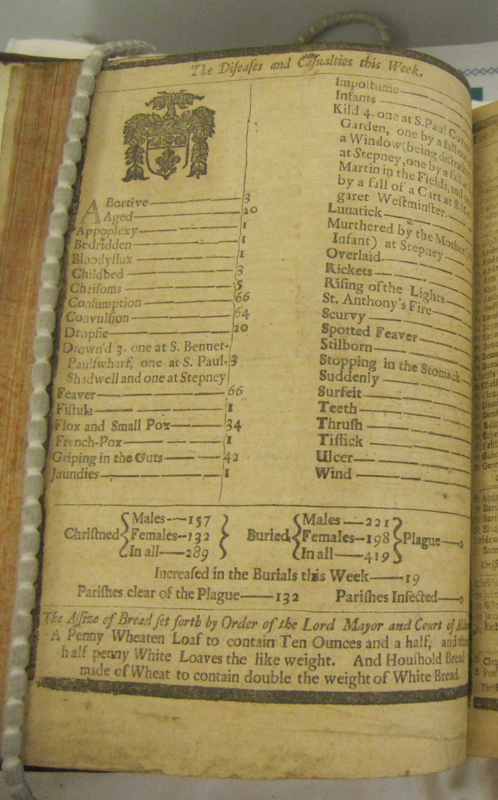 The Diſeaſes and Caſualties this Week.
ABortive 3
Aged 20
Appoplexy 1
Bedridden 1
Bloodyflux 1
Childbed 3
Chriſoms 5
Conſumption 66
Convulſion 64
Dropſie 20
Drown'd 3. one at S. Bennet-
Paulſwharf, one at S. Paul- 3
Shadwell and one at Stepney
Feaver 66
Fiſtula 1
Flox and Small Pox 34
French-Pox 1
Griping in the Guts 42
Jaundies 1
Impoſtume
Infants
Kild 4. one at S. Paul
Garden, one by a fall
a Window (being
at Stepney, one by a fall
Martin in the Fields, and
by a fall of a Cart at S.
garet Weſtminſter.
Lunatick
Murthered by the Mother
Infant) at Stepney
Overlaid
Rickets
Riſing of the Lights
St. Anthony's Fire
Scurvy
Spotted Feaver
Stilborn
Stopping in the Stomack
Suddenly
Surfeit
Teeth
Thruſh
Tiſſick
Ulcer
Wind
Chriſtned { Males—157 Females—132 In all—289 } Buried { Males—221 Females—198 In all—419 } Plague—0
Increaſed in the Burials this Week—19
Pariſhes clear of the Plague—132 Pariſhes Infected—0
The Aſſize of Bread ſet forth by Order of the Lord Mayor and Court of
A Penny Wheaten Loaf to contain Ten Ounces and a half, and
half penny White Loaves the like weight. And Houſhold Bread
made of Wheat to contain double the weight of White Bread.